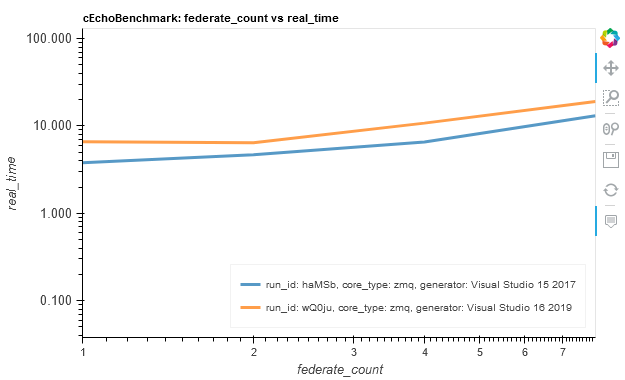 cEchoBenchmark: federate_count vs real_time
100.000
10.000
1.000
0.100
real_time
run_id: haMSb, core_type: zmq, generator: Visual Studio 15 2017
run_id: wQ0ju, core_type: zmq, generator: Visual Studio 16 2019
1 2 3 4 5 6 7
federate_count